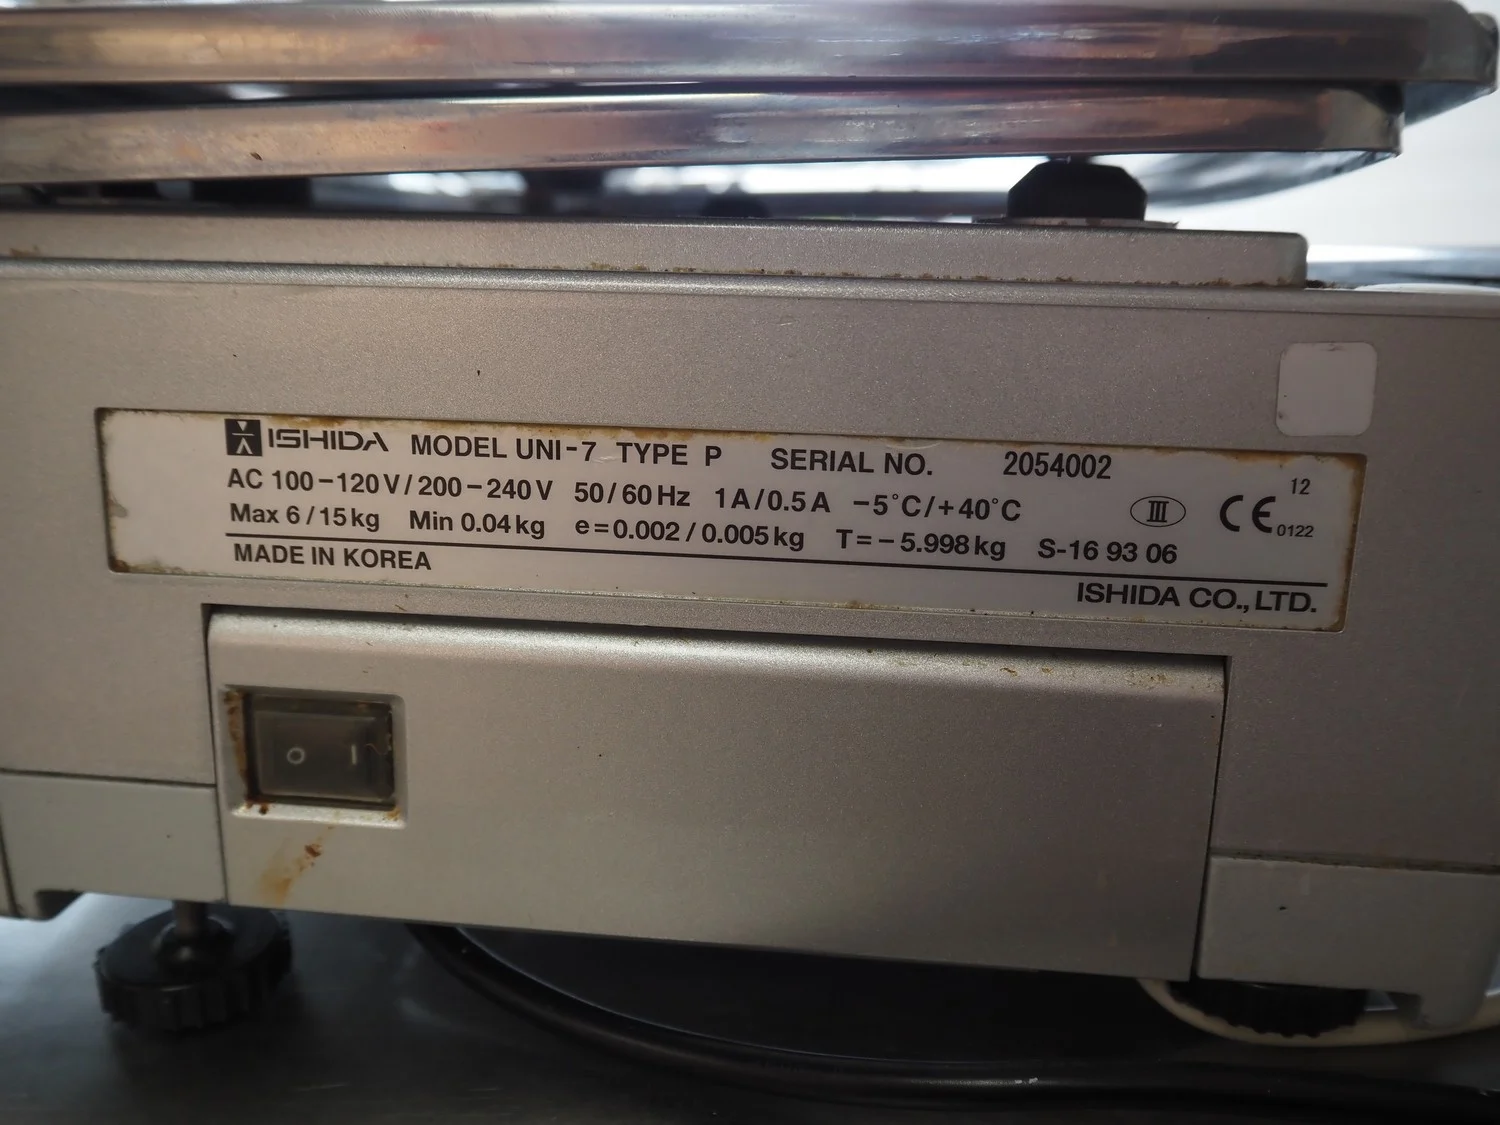 ISHIDA MODEL UNI-7 TYPE P SERIAL NO. 2054002
AC 100-120V/200-240V 50/60Hz 1A/0.5A -5°C/+40°C III CE 0122 12
Max 6/15kg Min 0.04kg e=0.002/0.005kg T=-5.998kg S-16 93 06
MADE IN KOREA
ISHIDA CO.,LTD.
O I